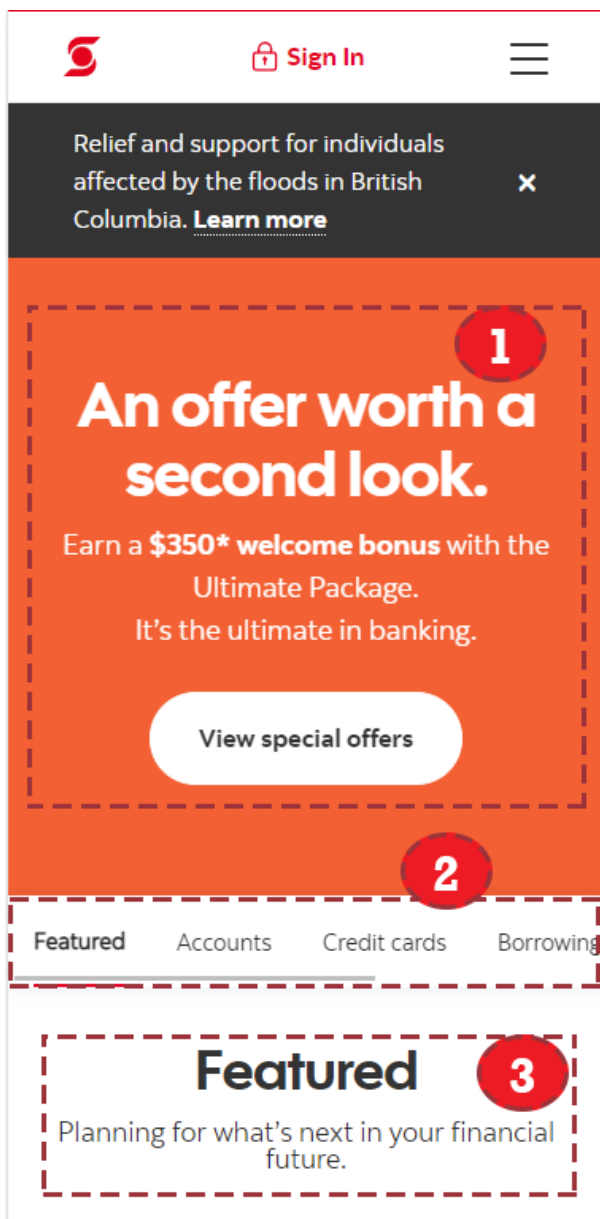 Sign In
Relief and support for individuals
affected by the floods in British
Columbia. Learn more
1
An offer worth a
second look.
Earn a $350* welcome bonus with the
Ultimate Package.
It's the ultimate in banking.
View special offers
2
Featured Accounts Credit cards Borrowing
3
Featured
Planning for what's next in your financial
future.